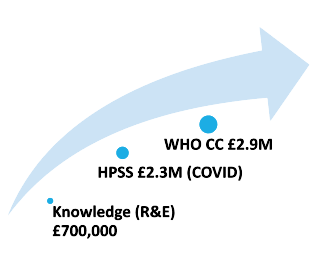 WHO CC £2.9M
HPSS £2.3M (COVID)
Knowledge (R&E)
£700,000